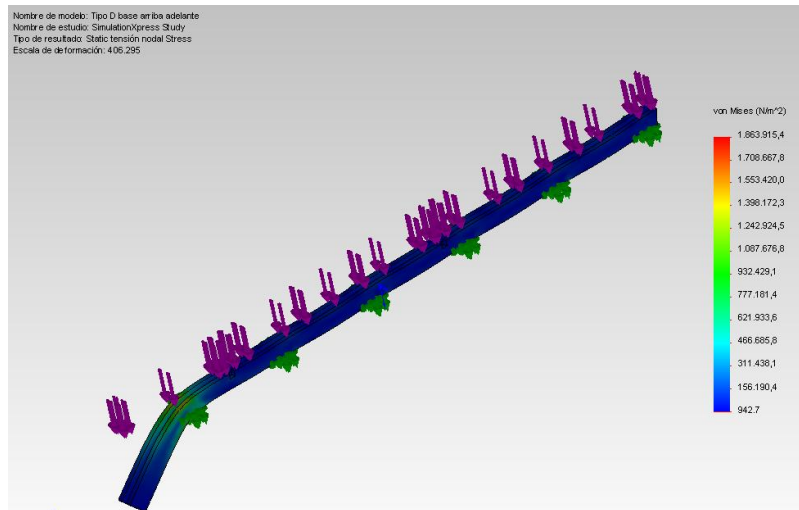 Nombre de modelo: Tipo D base arriba adelante
Nombre de estudio: SimulationXpress Study
Tipo de resultado: Static tensión nodal Stress
Escala de deformación: 406.295
von Mises (N/m^2)
1.863.915,4
1.708.667,8
1.553.420,0
1.398.172,3
1.242.924,5
1.087.676,8
932.429,1
777.181,4
621.933,6
466.685,8
311.438,1
156.190,4
942.7